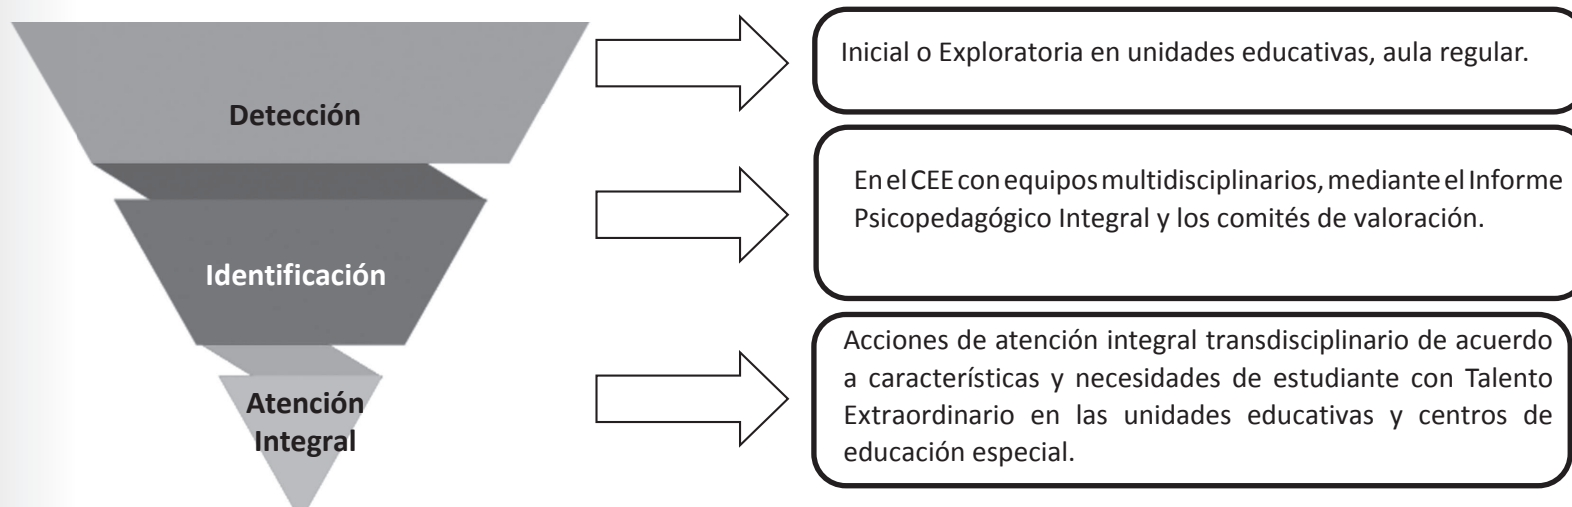 Detección
Inicial o Exploratoria en unidades educativas, aula regular.
Identificación
En el CEE con equipos multidisciplinarios, mediante el Informe
Psicopedagógico Integral y los comités de valoración.
Atención
Integral
Acciones de atención integral transdisciplinario de acuerdo
a características y necesidades de estudiante con Talento
Extraordinario en las unidades educativas y centros de
educación especial.